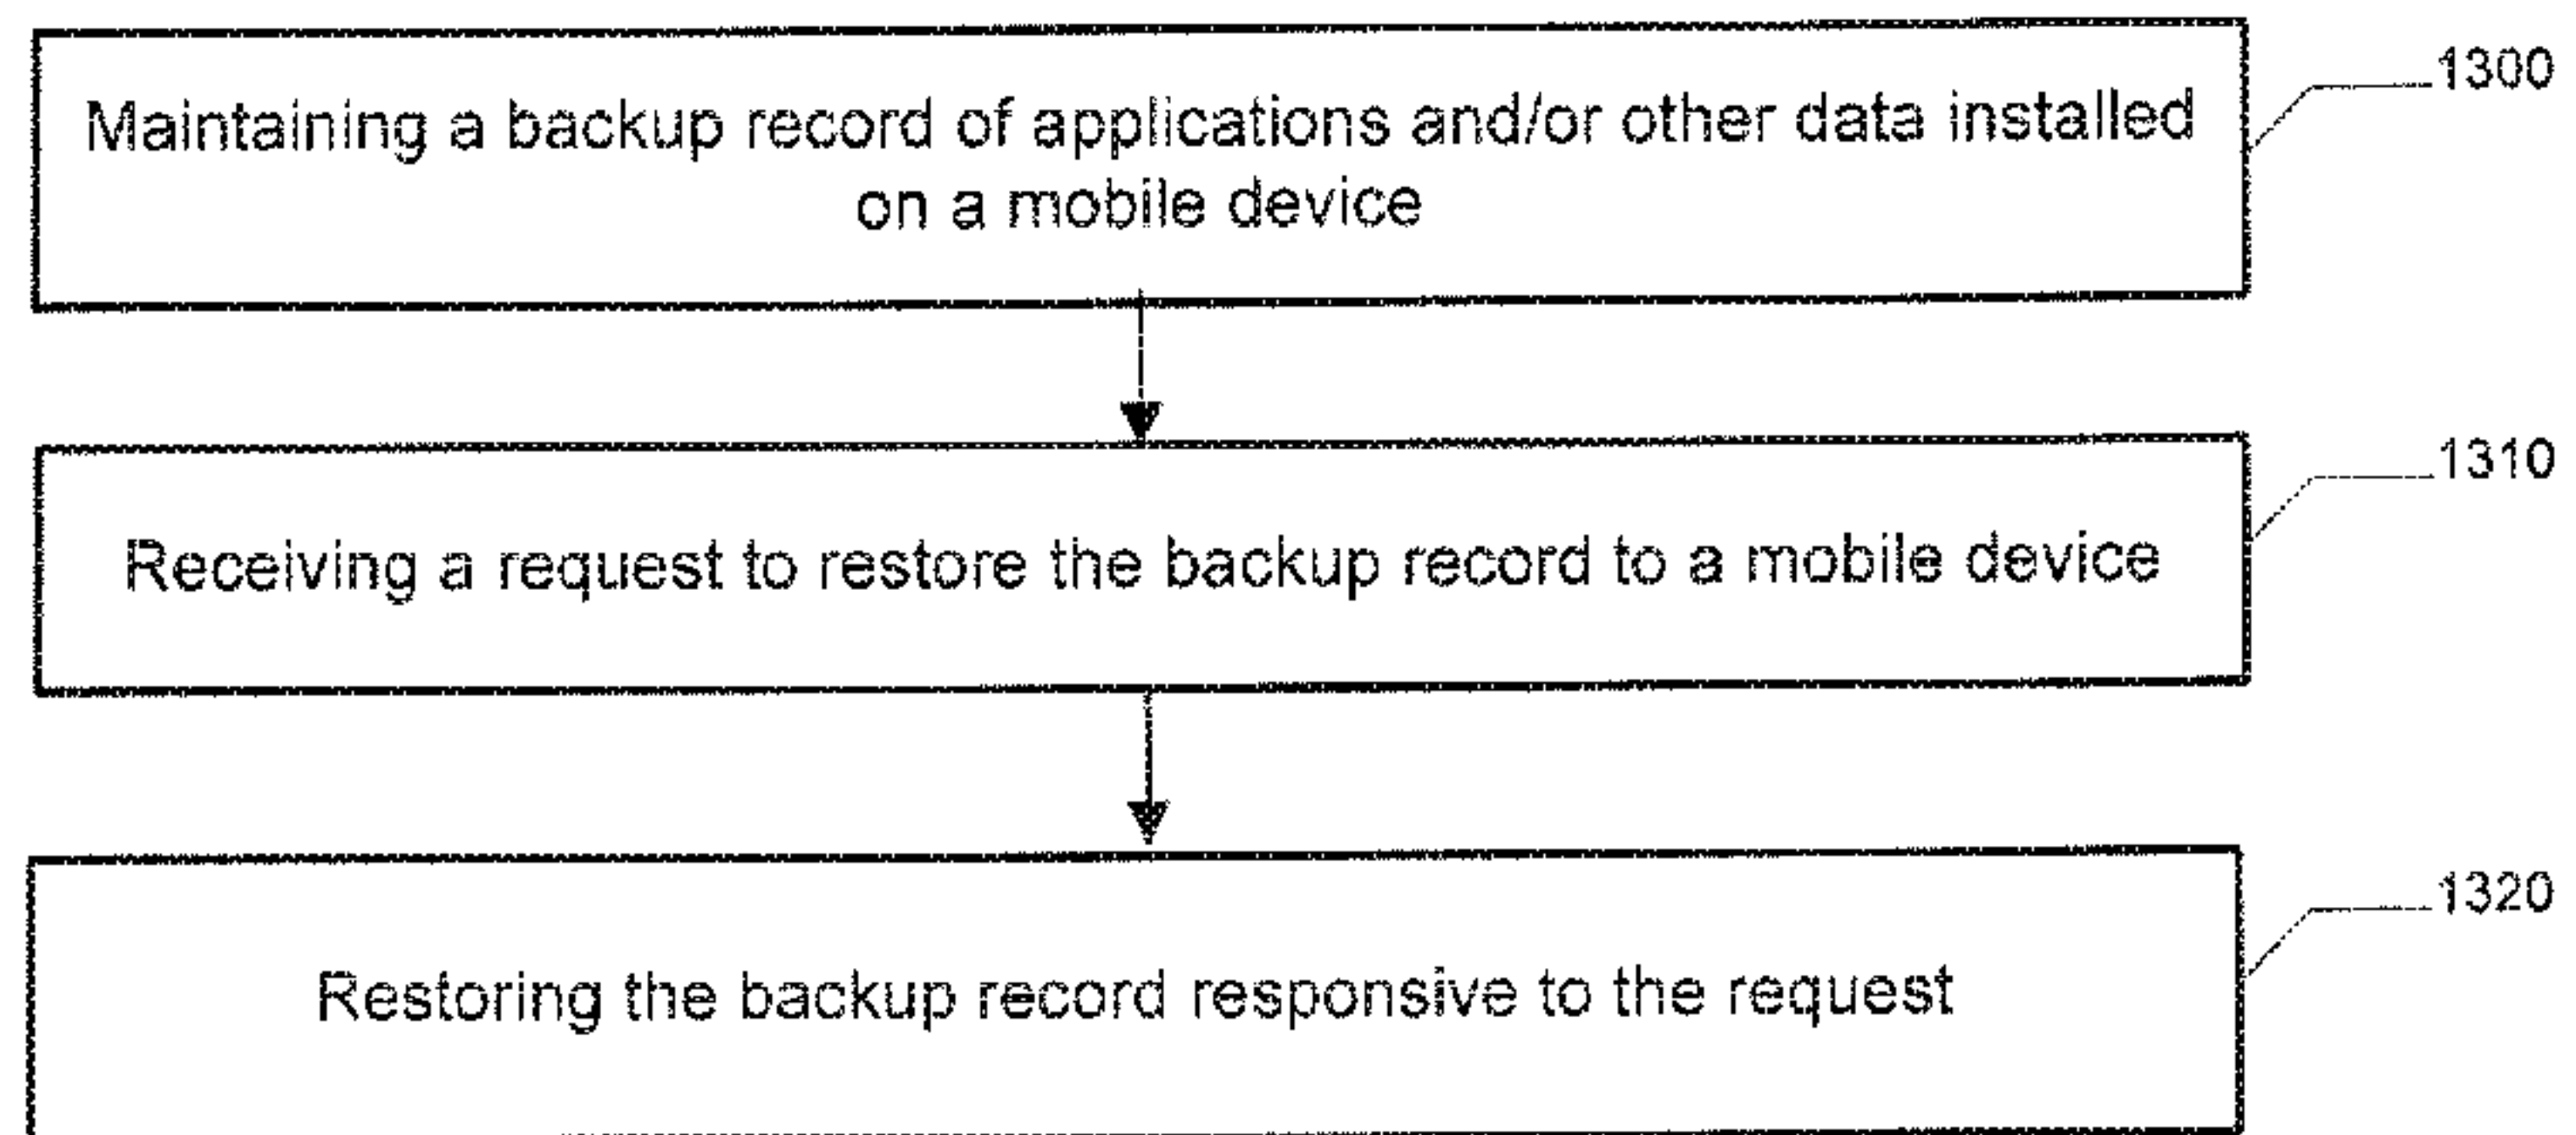 1300
Maintaining a backup record of applications and/or other data installed
on a mobile device
1310
Receiving a request to restore the backup record to a mobile device
1320
Restoring the backup record responsive to the request